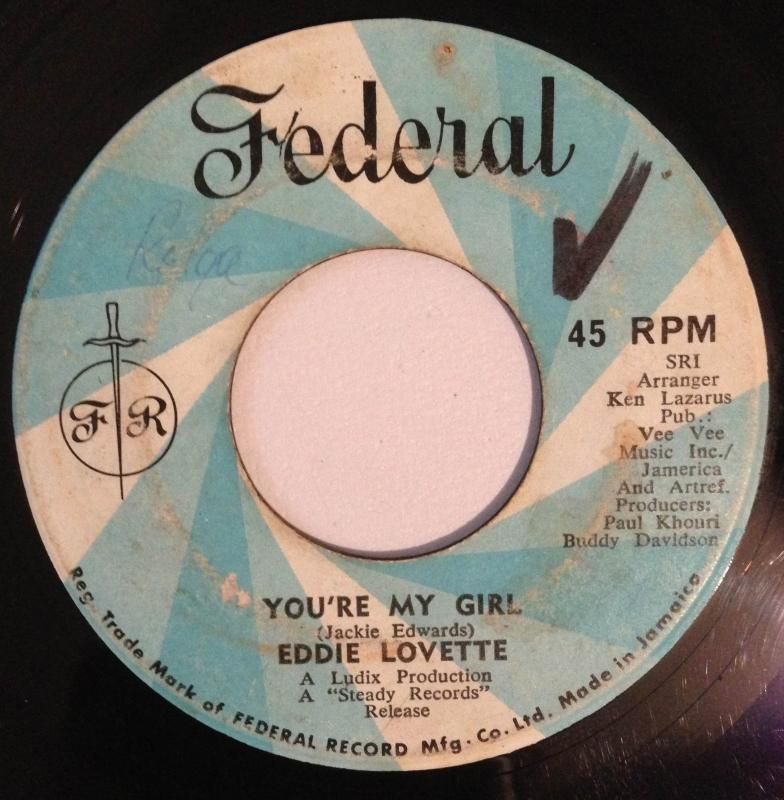 Federal
45 RPM
SRI
Arranger
Ken Lazarus
Pub.:
Vee Vee
Music Inc./
Jamerica
And Artref.
Producers:
Paul Khouri
Buddy Davidson
F R
YOU'RE MY GIRL
(Jackie Edwards)
EDDIE LOVETTE
A Ludix Production
A "Steady Records"
Release
Reg. Trade Mark of FEDERAL RECORD Mfg. Co. Ltd. Made in Jamaica